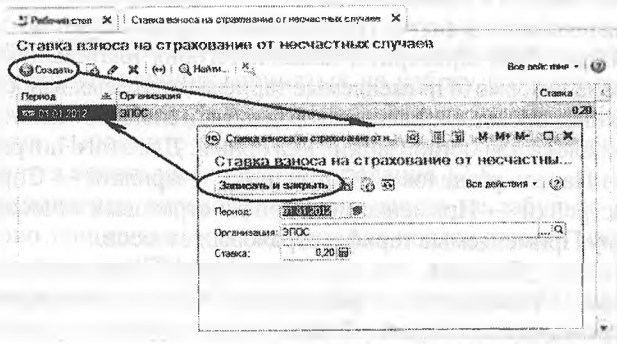 Рабочий стол Ставка взноса на страхование от несчастных случаев
Ставка взноса на страхование от несчастных случаев
Создать Найти... Все действия
Период Организация Ставка
01.01.2012 ЭПОС 0,20
Ставка взноса на страхование от н... M M+ M-
Ставка взноса на страхование от несчастны...
Записать и закрыть Все действия
Период: 01.01.2012
Организация: ЭПОС ... Q
Ставка: 0,20